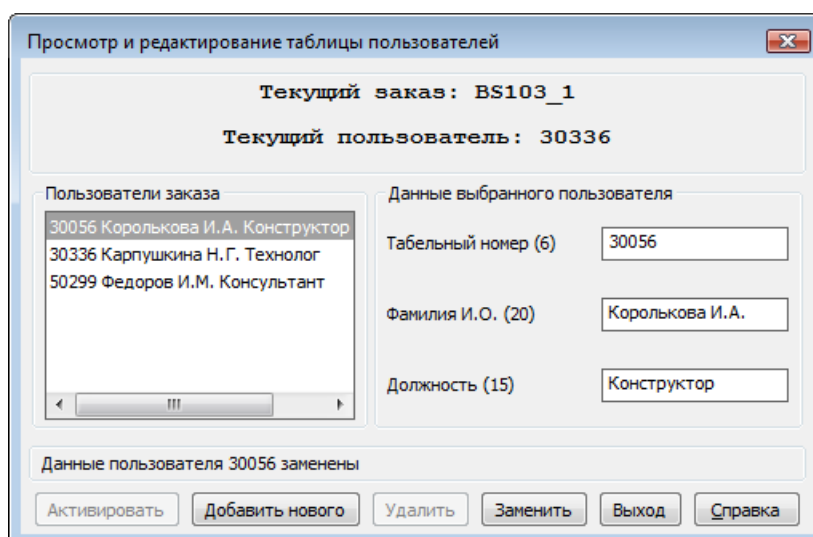 Просмотр и редактирование таблицы пользователей
Текущий заказ: BS103_1
Текущий пользователь: 30336
Пользователи заказа
30056 Королькова И.А. Конструктор
30336 Карпушкина Н.Г. Технолог
50299 Федоров И.М. Консультант
Данные выбранного пользователя
Табельный номер (6) 30056
Фамилия И.О. (20) Королькова И.А.
Должность (15) Конструктор
Данные пользователя 30056 заменены
Активировать Добавить нового Удалить Заменить Выход Справка